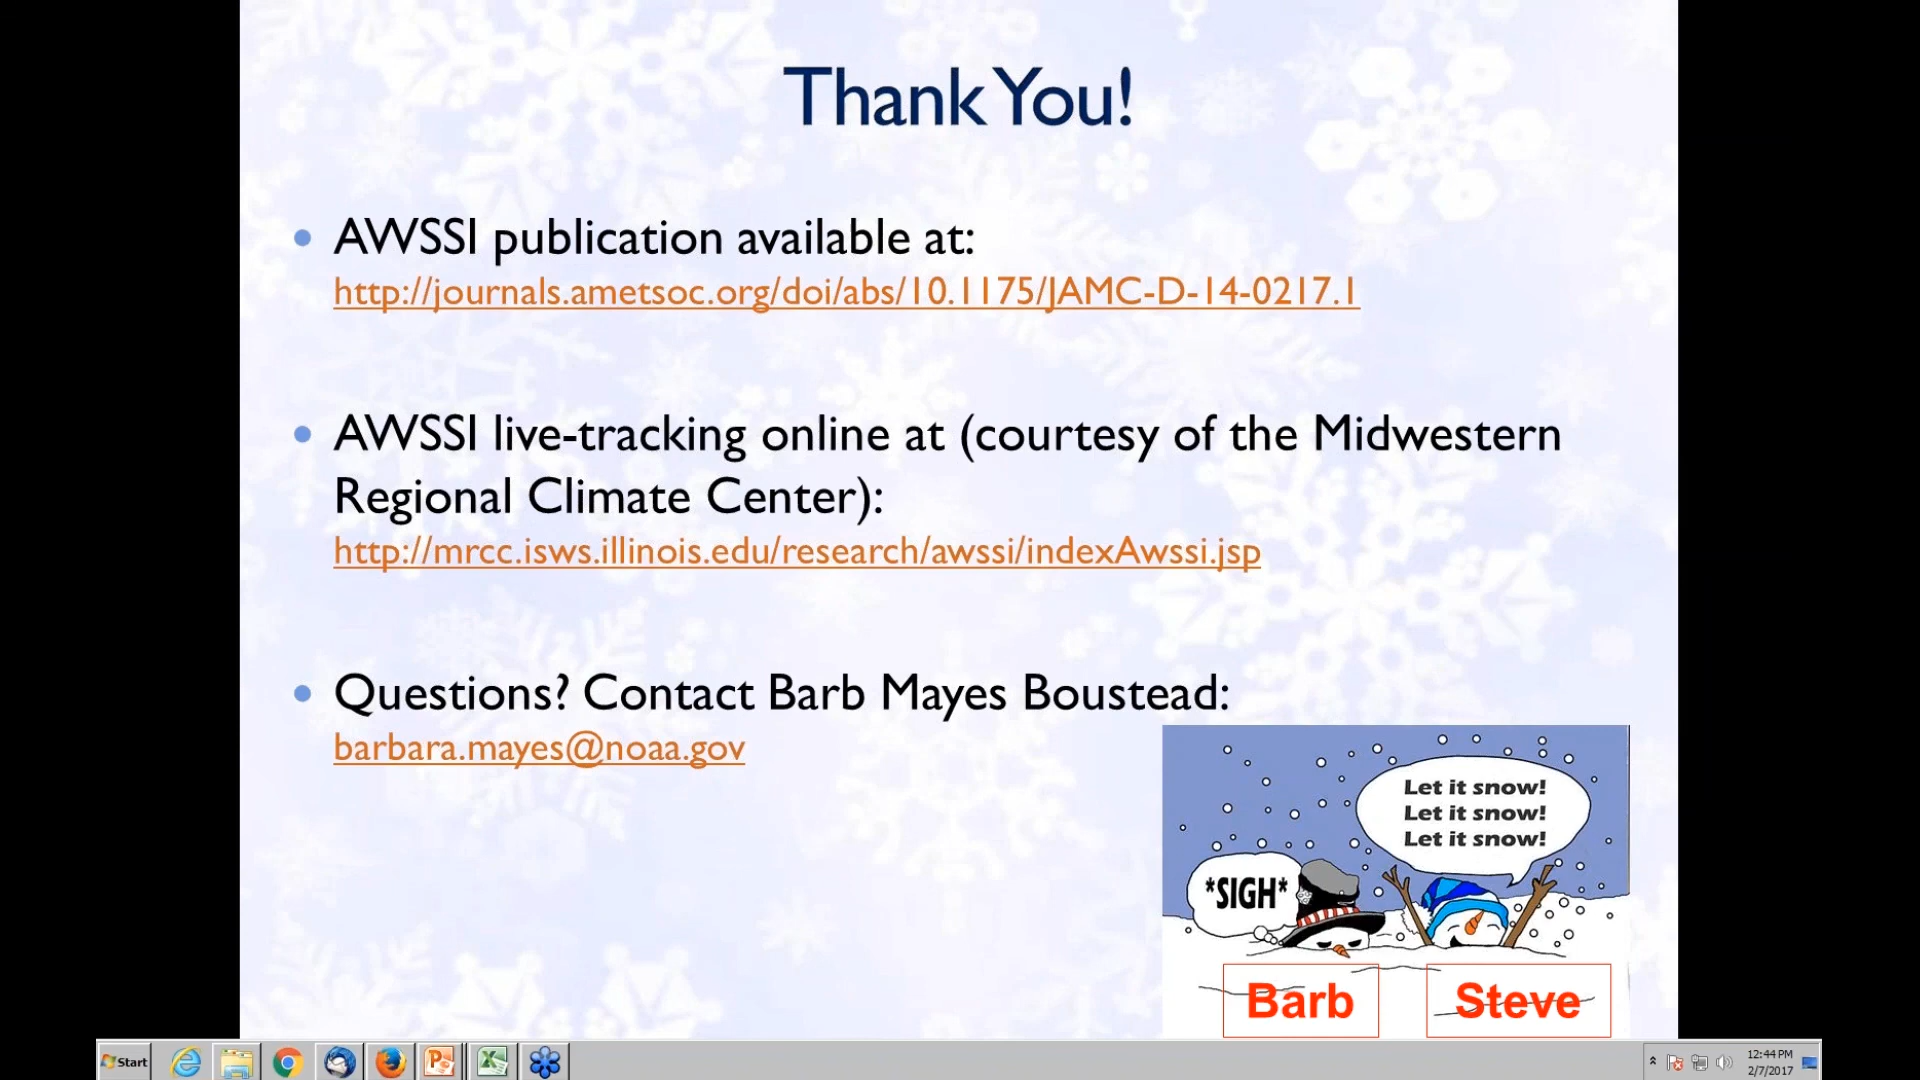 Thank You!
AWSSI publication available at:
http://journals.ametsoc.org/doi/abs/10.1175/JAMC-D-14-0217.1
AWSSI live-tracking online at (courtesy of the Midwestern
Regional Climate Center):
http://mrcc.isws.illinois.edu/research/awssi/indexAwssi.jsp
Questions? Contact Barb Mayes Boustead:
barbara.mayes@noaa.gov
Let it snow!
Let it snow!
Let it snow!
*SIGH*
Barb
Steve
Start
12:44 PM
2/7/2017